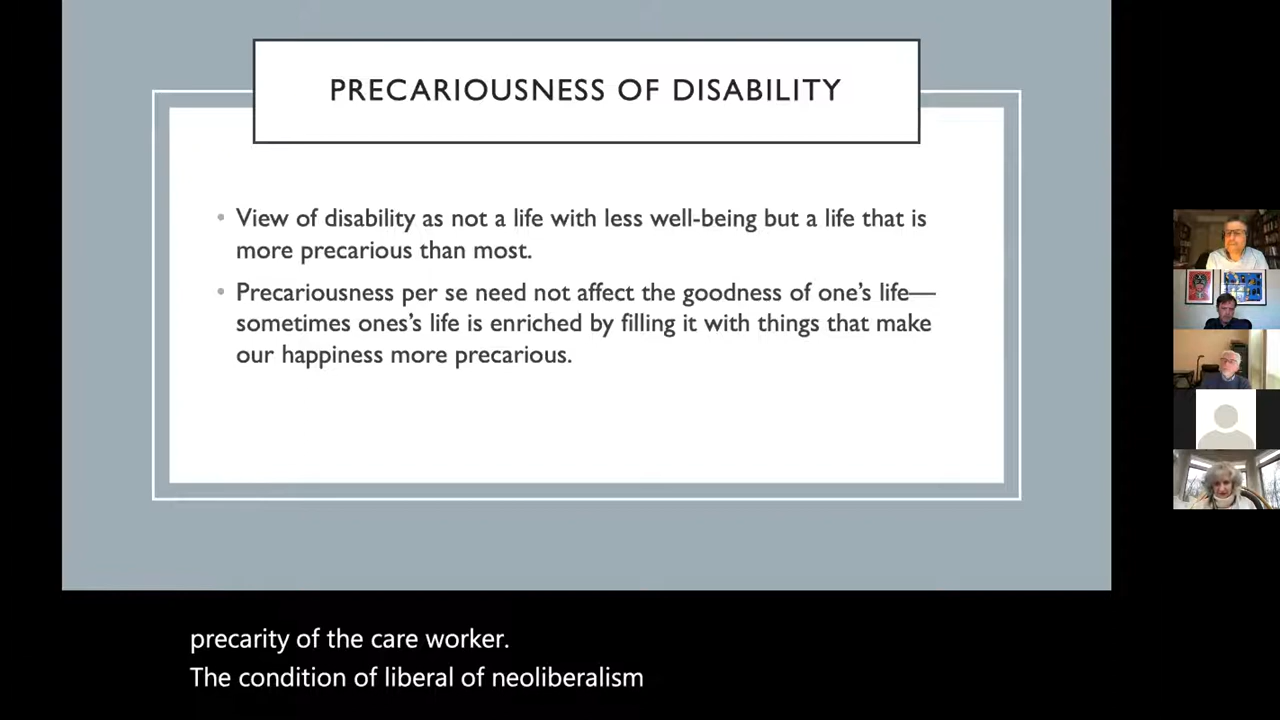 PRECARIOUSNESS OF DISABILITY
• View of disability as not a life with less well-being but a life that is
more precarious than most.
• Precariousness per se need not affect the goodness of one’s life—
sometimes ones’s life is enriched by filling it with things that make
our happiness more precarious.
precarity of the care worker.
The condition of liberal of neoliberalism